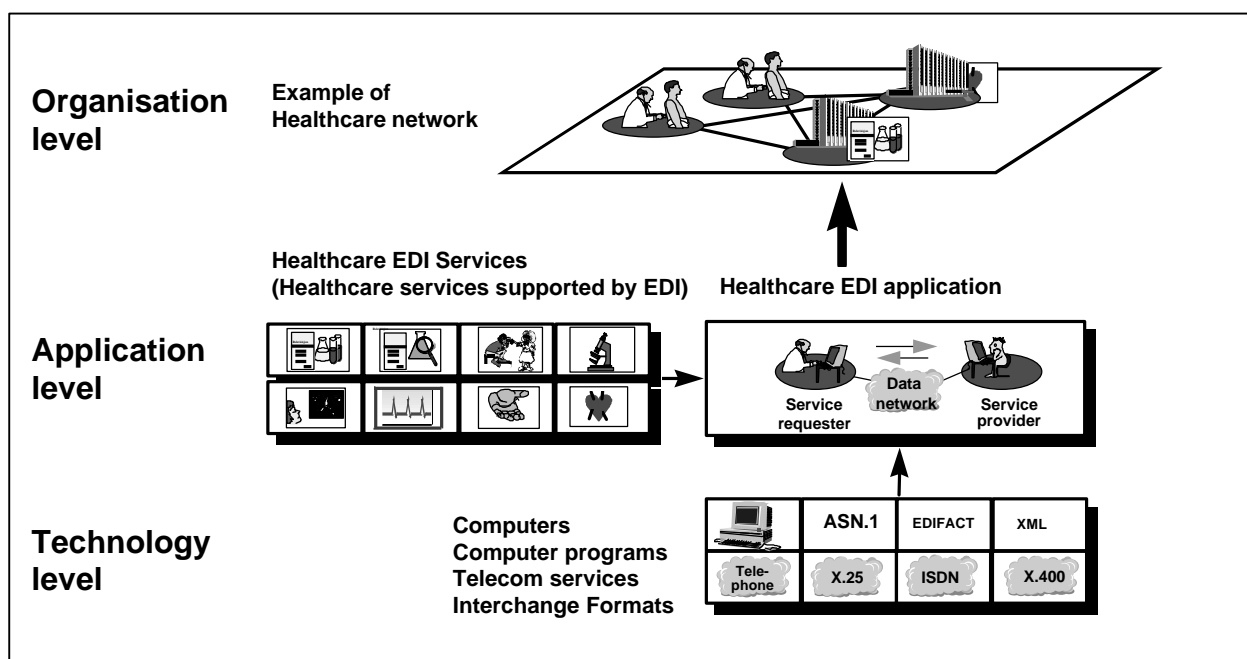 Organisation
level
Example of
Healthcare network
Healthcare EDI Services
(Healthcare services supported by EDI)
Healthcare EDI application
Application
level
Data
network
Service
requester
Service
provider
Technology
level
Computers
Computer programs
Telecom services
Interchange Formats
ASN.1
EDIFACT
XML
Tele-
phone
X.25
ISDN
X.400